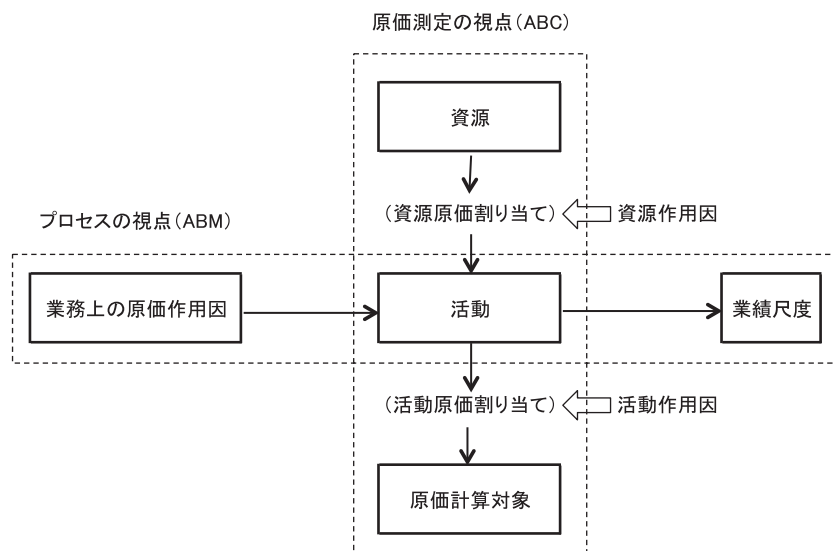 原価測定の視点(ABC)
資源
(資源原価割り当て)
資源作用因
プロセスの視点(ABM)
業務上の原価作用因
活動
業績尺度
(活動原価割り当て)
活動作用因
原価計算対象